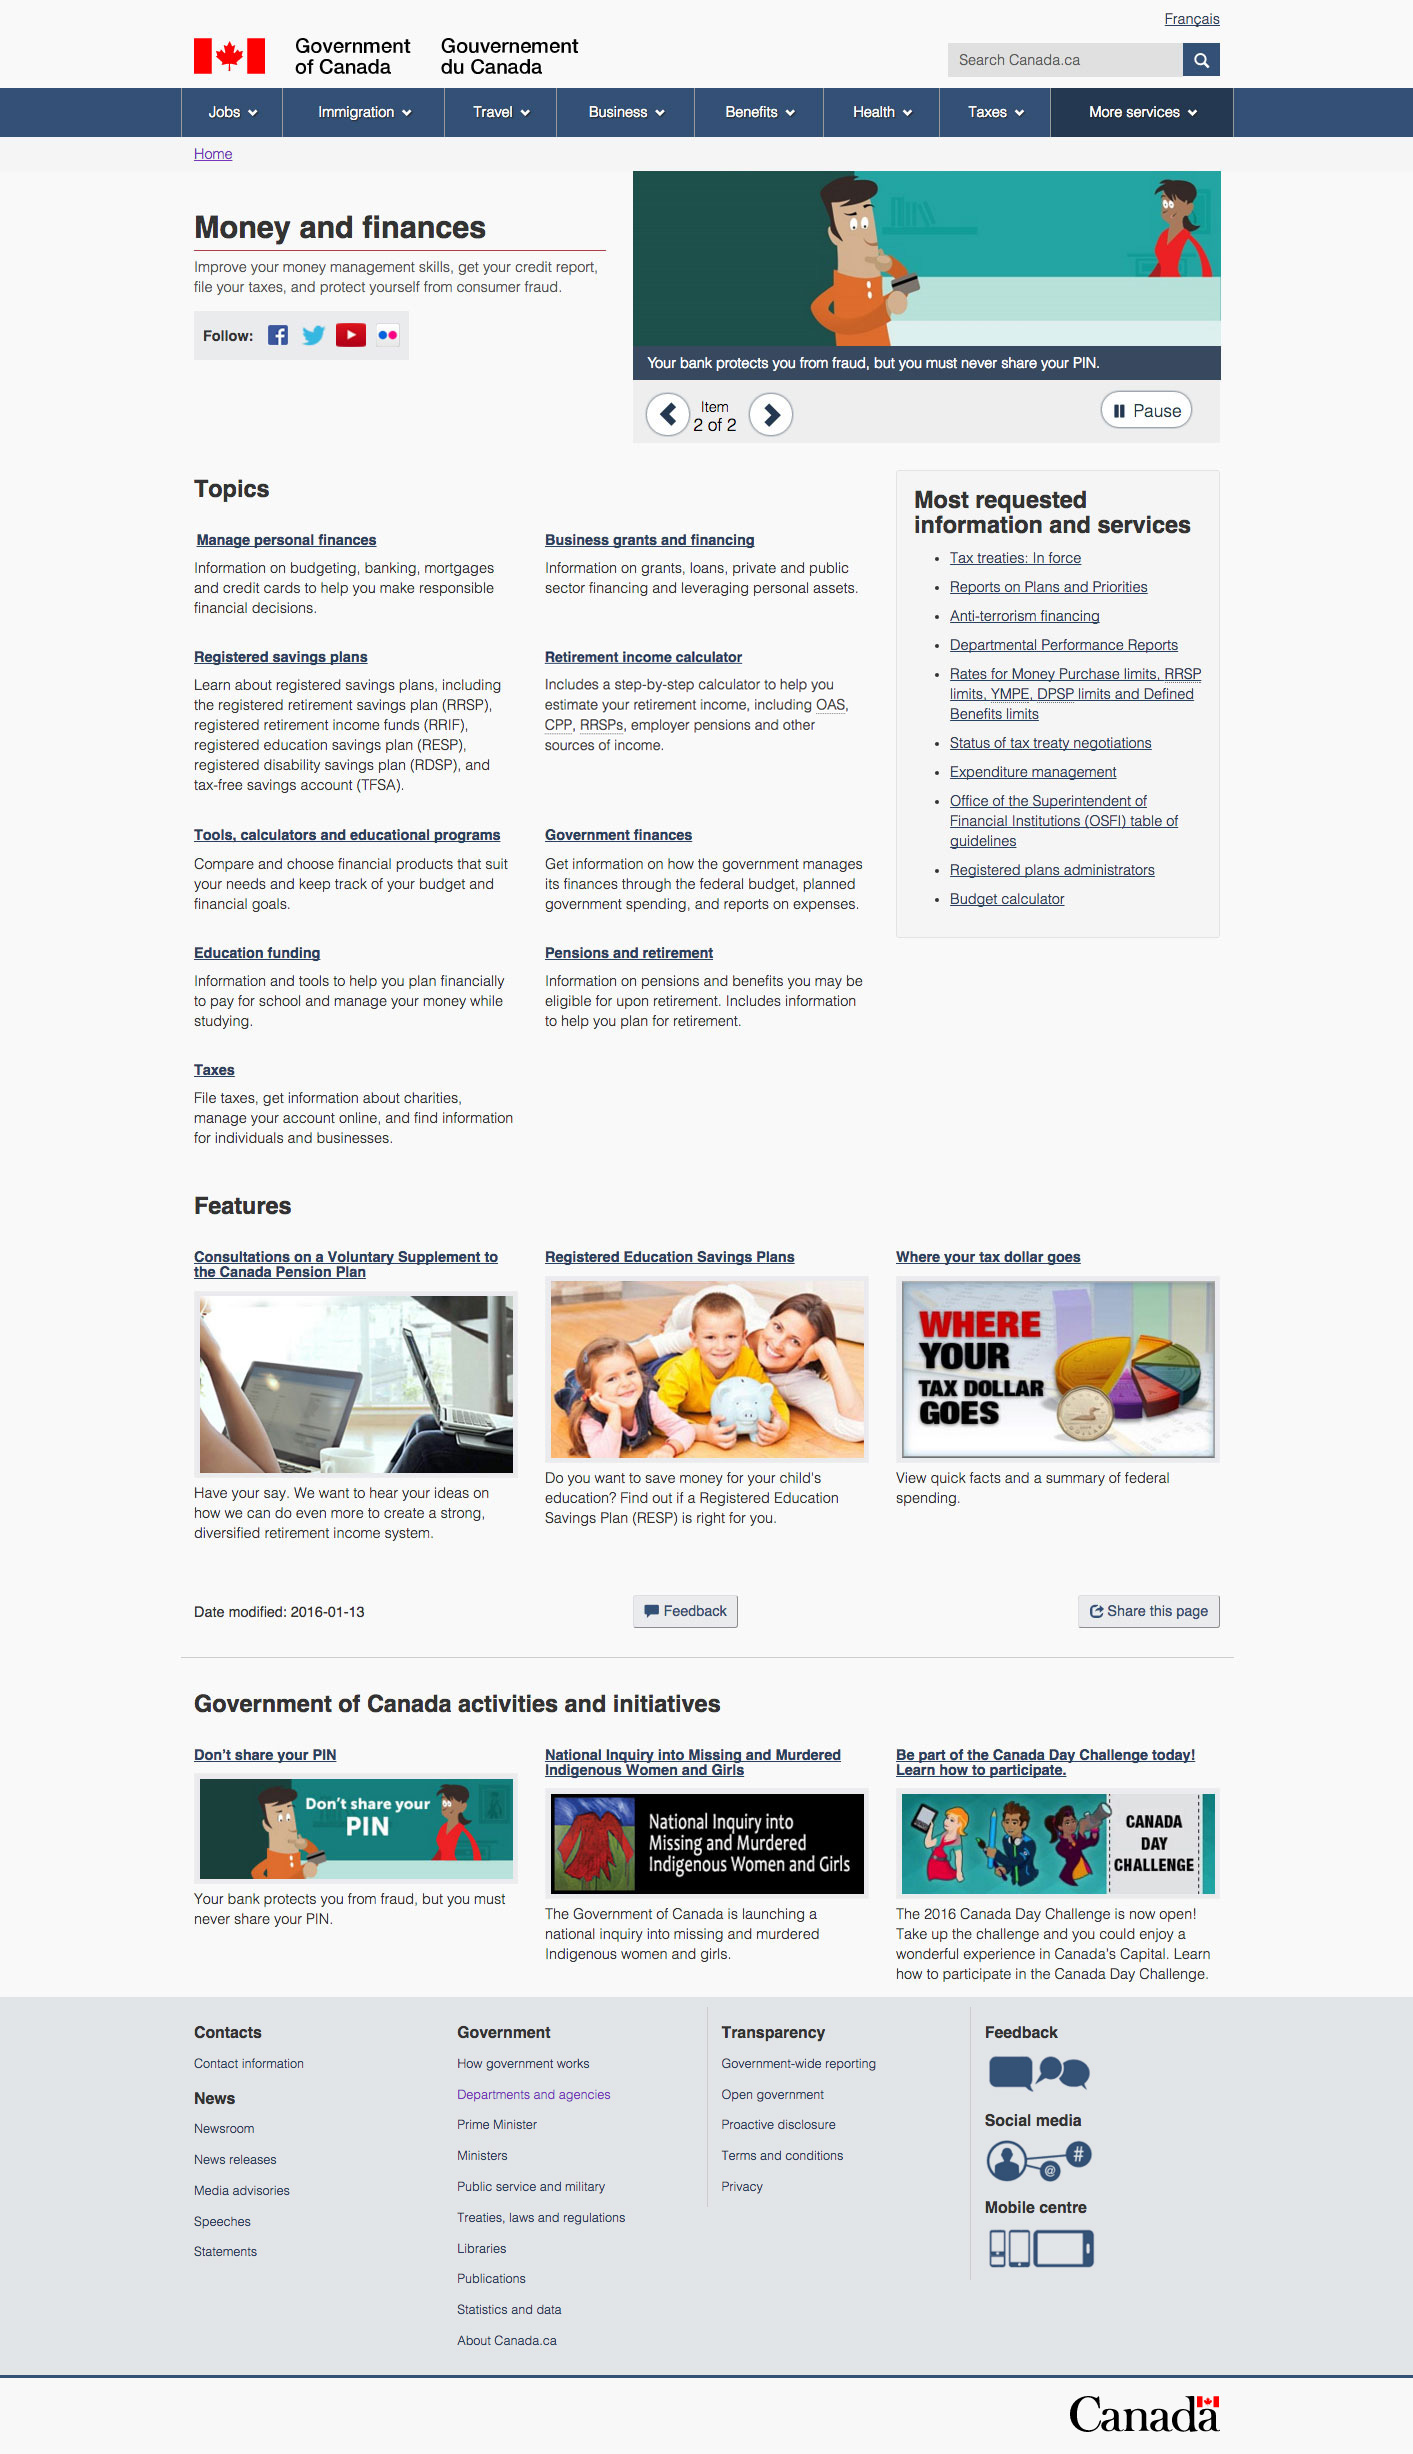 Français
Government
of Canada
Gouvernement
du Canada
Search Canada.ca
Jobs
Immigration
Travel
Business
Benefits
Health
Taxes
More services
Home
Money and finances
Improve your money management skills, get your credit report,
file your taxes, and protect yourself from consumer fraud.
Follow:
Your bank protects you from fraud, but you must never share your PIN.
Item
2 of 2
Pause
Topics
Manage personal finances
Information on budgeting, banking, mortgages
and credit cards to help you make responsible
financial decisions.
Business grants and financing
Information on grants, loans, private and public
sector financing and leveraging personal assets.
Registered savings plans
Learn about registered savings plans, including
the registered retirement savings plan (RRSP),
registered retirement income funds (RRIF),
registered education savings plan (RESP),
registered disability savings plan (RDSP), and
tax-free savings account (TFSA).
Retirement income calculator
Includes a step-by-step calculator to help you
estimate your retirement income, including OAS,
CPP, RRSPs, employer pensions and other
sources of income.
Tools, calculators and educational programs
Compare and choose financial products that suit
your needs and keep track of your budget and
financial goals.
Government finances
Get information on how the government manages
its finances through the federal budget, planned
government spending, and reports on expenses.
Education funding
Information and tools to help you plan financially
to pay for school and manage your money while
studying.
Pensions and retirement
Information on pensions and benefits you may be
eligible for upon retirement. Includes information
to help you plan for retirement.
Taxes
File taxes, get information about charities,
manage your account online, and find information
for individuals and businesses.
Most requested
information and services
Tax treaties: In force
Reports on Plans and Priorities
Anti-terrorism financing
Departmental Performance Reports
Rates for Money Purchase limits, RRSP
limits, YMPE, DPSP limits and Defined
Benefits limits
Status of tax treaty negotiations
Expenditure management
Office of the Superintendent of
Financial Institutions (OSFI) table of
guidelines
Registered plans administrators
Budget calculator
Features
Consultations on a Voluntary Supplement to
the Canada Pension Plan
Have your say. We want to hear your ideas on
how we can do even more to create a strong,
diversified retirement income system.
Registered Education Savings Plans
Do you want to save money for your child's
education? Find out if a Registered Education
Savings Plan (RESP) is right for you.
Where your tax dollar goes
WHERE
YOUR
TAX DOLLAR
GOES
View quick facts and a summary of federal
spending.
Date modified: 2016-01-13
Feedback
Share this page
Government of Canada activities and initiatives
Don't share your PIN
Don't share your
PIN
Your bank protects you from fraud, but you must
never share your PIN.
National Inquiry into Missing and Murdered
Indigenous Women and Girls
National Inquiry into
Missing and Murdered
Indigenous Women and Girls
The Government of Canada is launching a
national inquiry into missing and murdered
Indigenous women and girls.
Be part of the Canada Day Challenge today!
Learn how to participate.
CANADA
DAY
CHALLENGE
The 2016 Canada Day Challenge is now open!
Take up the challenge and you could enjoy a
wonderful experience in Canada's Capital. Learn
how to participate in the Canada Day Challenge.
Contacts
Contact information
News
Newsroom
News releases
Media advisories
Speeches
Statements
Government
How government works
Departments and agencies
Prime Minister
Ministers
Public service and military
Treaties, laws and regulations
Libraries
Publications
Statistics and data
About Canada.ca
Transparency
Government-wide reporting
Open government
Proactive disclosure
Terms and conditions
Privacy
Feedback
Social media
#
@
Mobile centre
Canada